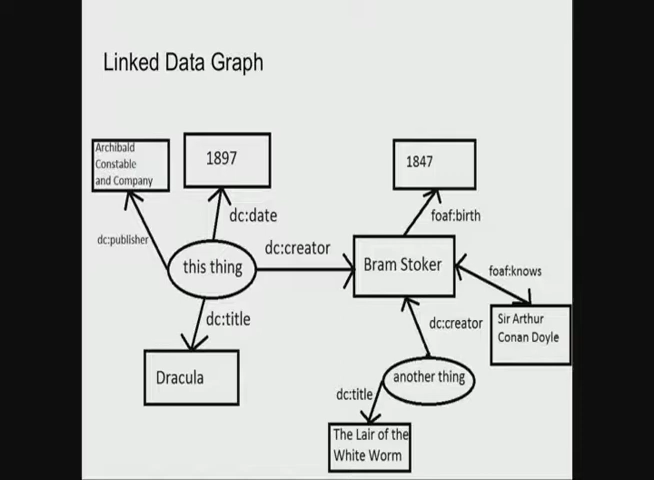 Linked Data Graph
Archibald
Constable
and Company
1897
1847
dc:date
foaf:birth
dc:publisher
dc:creator
this thing
Bram Stoker
foaf:knows
dc:title
dc:creator
Sir Arthur
Conan Doyle
Dracula
another thing
dc:title
The Lair of the
White Worm